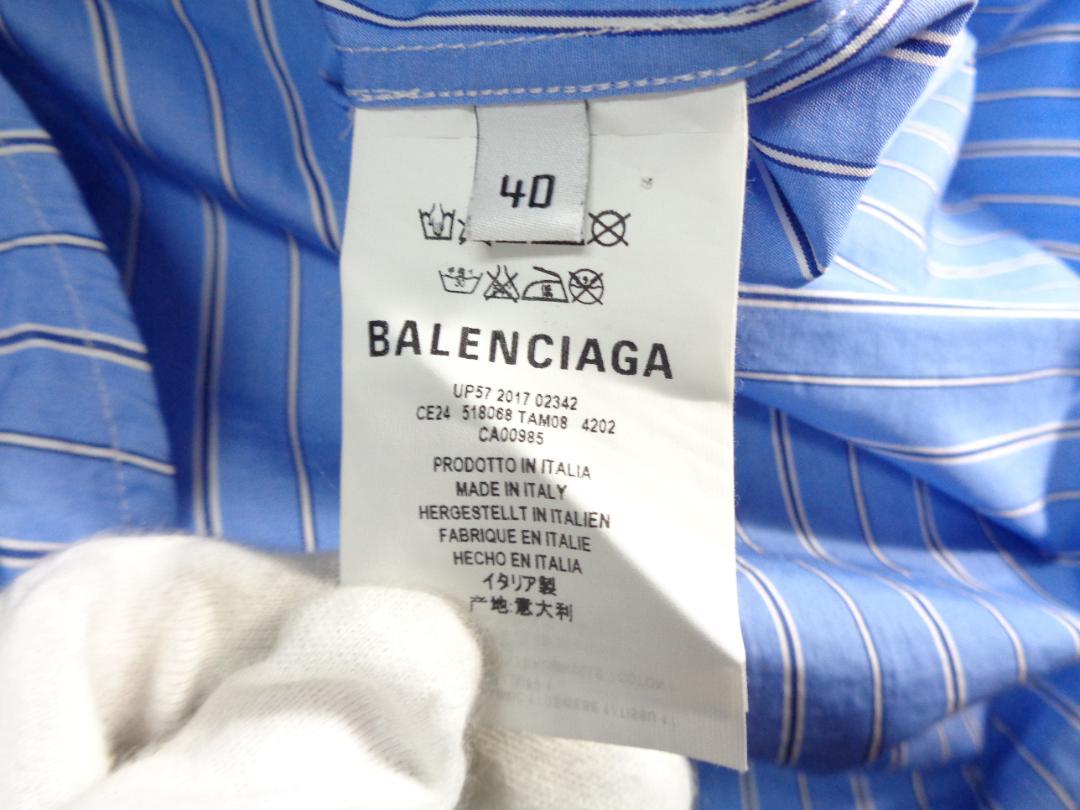 40
30
BALENCIAGA
UP57 2017 02342
CE24 518068 TAM08 4202
CA00985
PRODOTTO IN ITALIA
MADE IN ITALY
HERGESTELLT IN ITALIEN
FABRIQUE EN ITALIE
HECHO EN ITALIA
イタリア製
产地:意大利